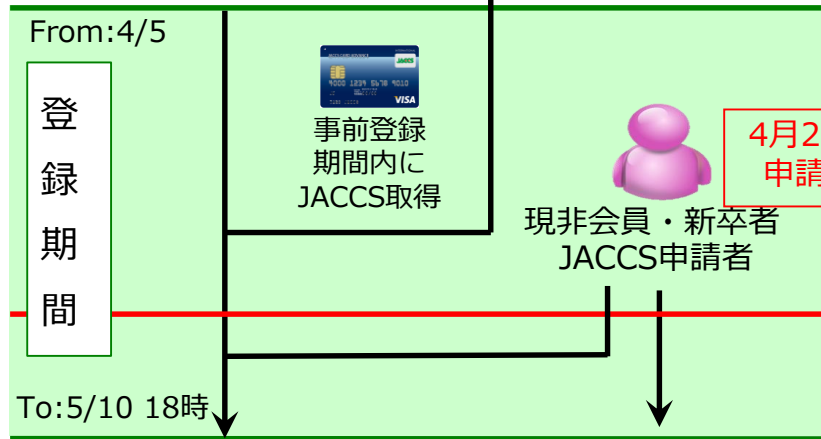 From:4/5
登
録
期
間
To:5/10 18時
JACCS
VISA
事前登録
期間内に
JACCS取得
4月2
申請
現非会員・新卒者
JACCS申請者